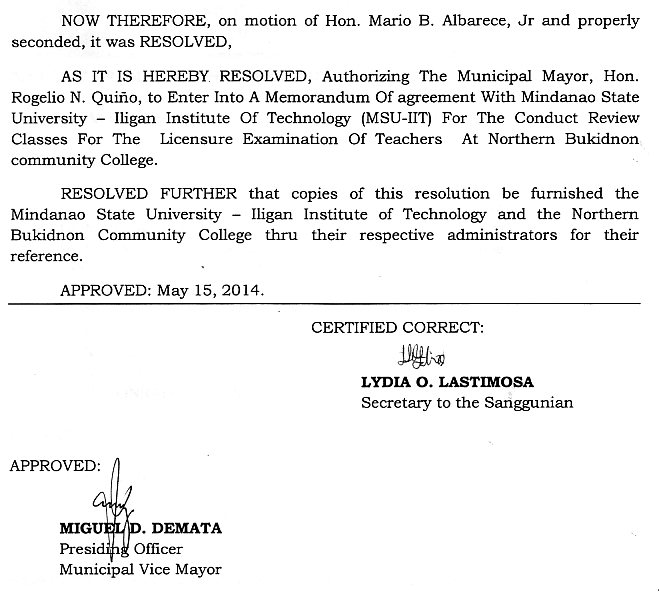 NOW THEREFORE, on motion of Hon. Mario B. Albarece, Jr and properly
seconded, it was RESOLVED,
AS IT IS HEREBY RESOLVED, Authorizing The Municipal Mayor, Hon.
Rogelio N. Quiño, to Enter Into A Memorandum Of agreement With Mindanao State
University – Iligan Institute Of Technology (MSU-IIT) For The Conduct Review
Classes For The Licensure Examination Of Teachers At Northern Bukidnon
community College.
RESOLVED FURTHER that copies of this resolution be furnished the
Mindanao State University – Iligan Institute of Technology and the Northern
Bukidnon Community College thru their respective administrators for their
reference.
APPROVED: May 15, 2014.
CERTIFIED CORRECT:
LYDIA O. LASTIMOSA
Secretary to the Sanggunian
APPROVED:
MIGUEL D. DEMATA
Presiding Officer
Municipal Vice Mayor